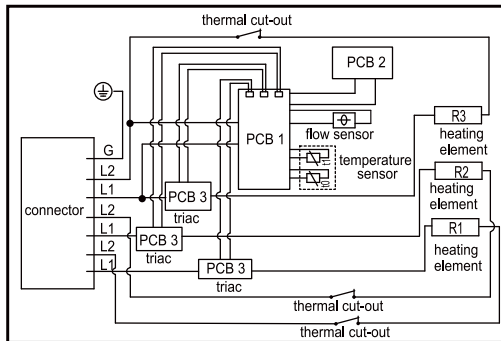 thermal cut-out
PCB 2
G
L2
L1
L2
L1
L2
L1
connector
PCB 1
flow sensor
temperature
sensor
R3
heating
element
R2
heating
element
R1
heating
element
PCB 3
triac
PCB 3
triac
PCB 3
triac
thermal cut-out
thermal cut-out